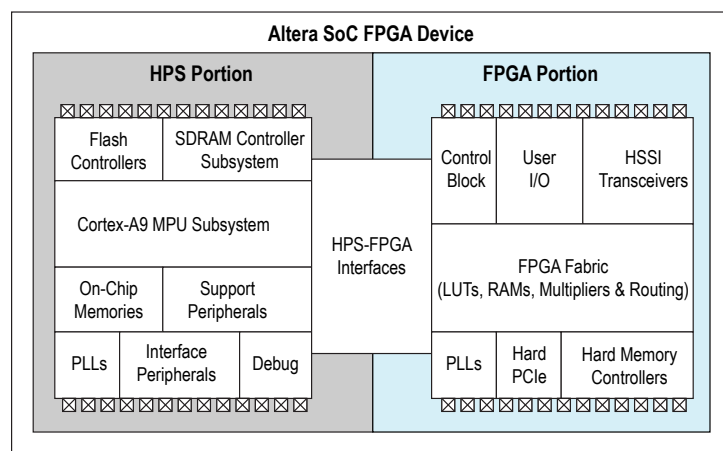 Altera SoC FPGA Device
HPS Portion
FPGA Portion
Flash
Controllers
SDRAM Controller
Subsystem
Cortex-A9 MPU Subsystem
On-Chip
Memories
Support
Peripherals
PLLs
Interface
Peripherals
Debug
HPS-FPGA
Interfaces
Control
Block
User
I/O
HSSI
Transceivers
FPGA Fabric
(LUTs, RAMs, Multipliers & Routing)
PLLs
Hard
PCIe
Hard Memory
Controllers